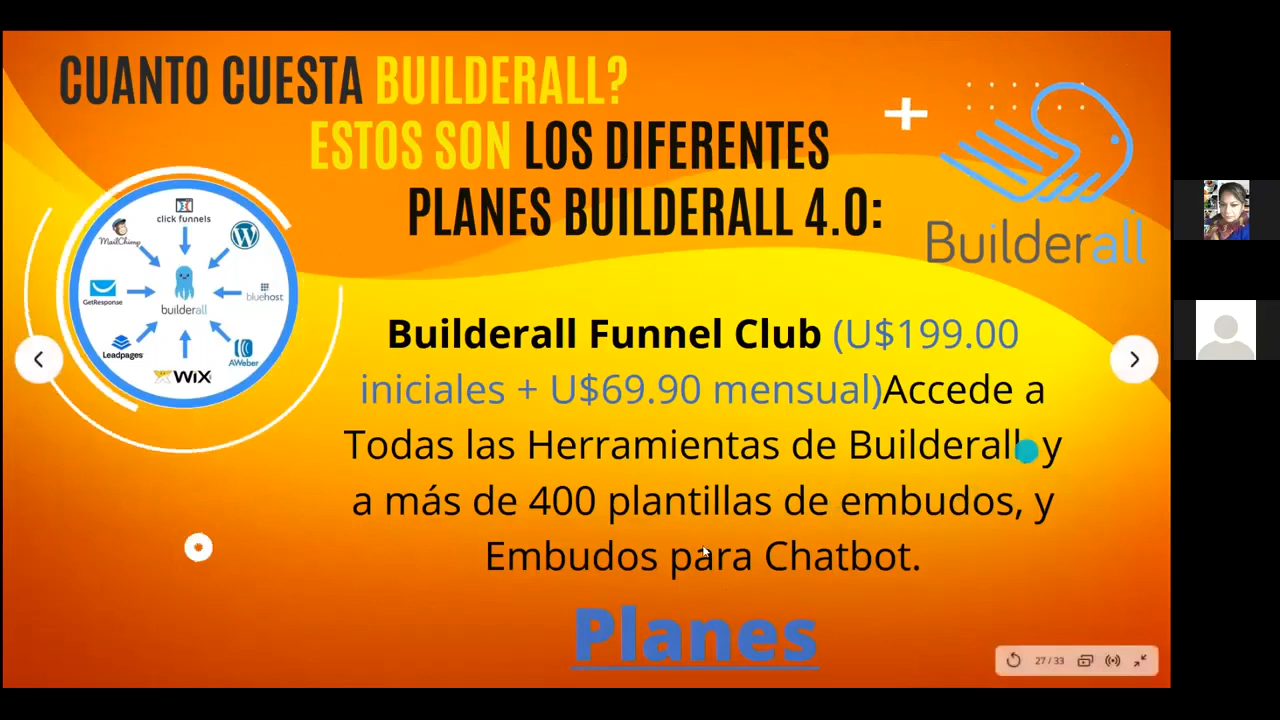 CUANTO CUESTA BUILDERALL?
ESTOS SON LOS DIFERENTES
PLANES BUILDERALL 4.0:
Builderall
click funnels
MailChimp
W
GetResponse
builderall
bluehost
Leadpages
AWeber
WiX
Builderall Funnel Club (U$199.00
iniciales + U$69.90 mensual)Accede a
Todas las Herramientas de Builderall y
a más de 400 plantillas de embudos, y
Embudos para Chatbot.
Planes
27 / 33